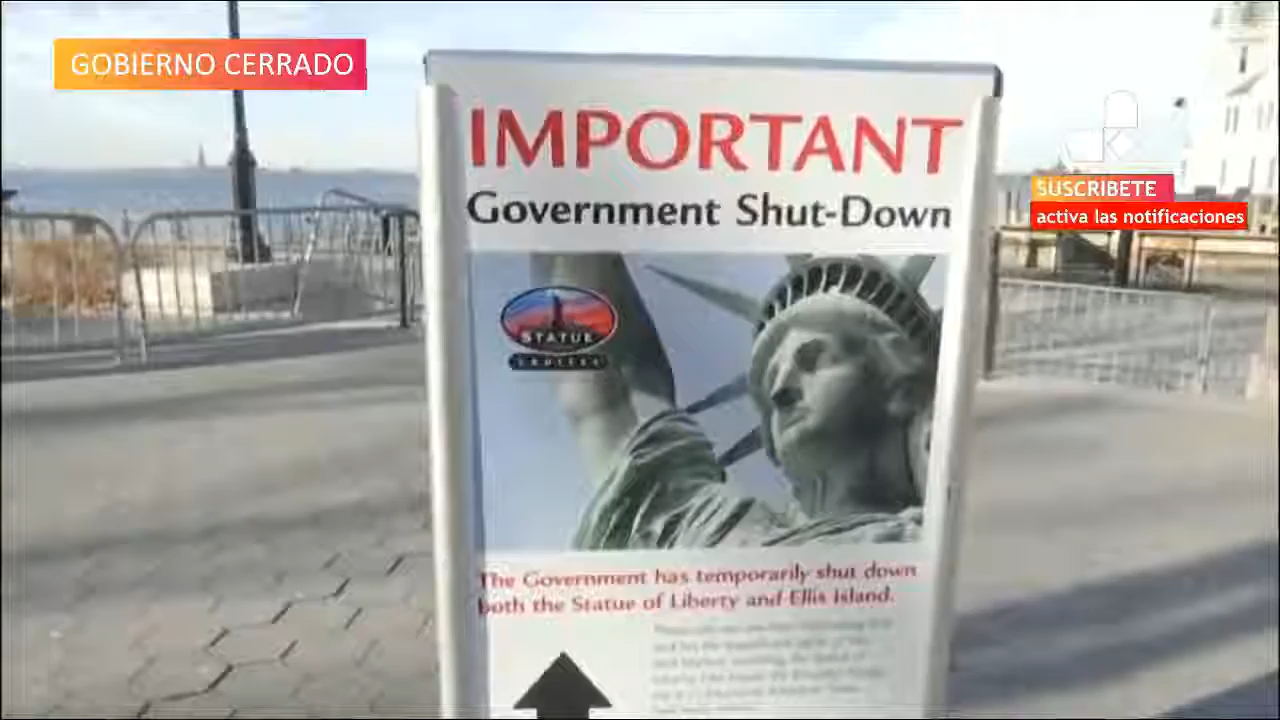 GOBIERNO CERRADO
IMPORTANT
Government Shut-Down
SUSCRIBETE
activa las notificaciones
STATUE
CRUISES
The Government has temporarily shut down
both the Statue of Liberty and Ellis Island.